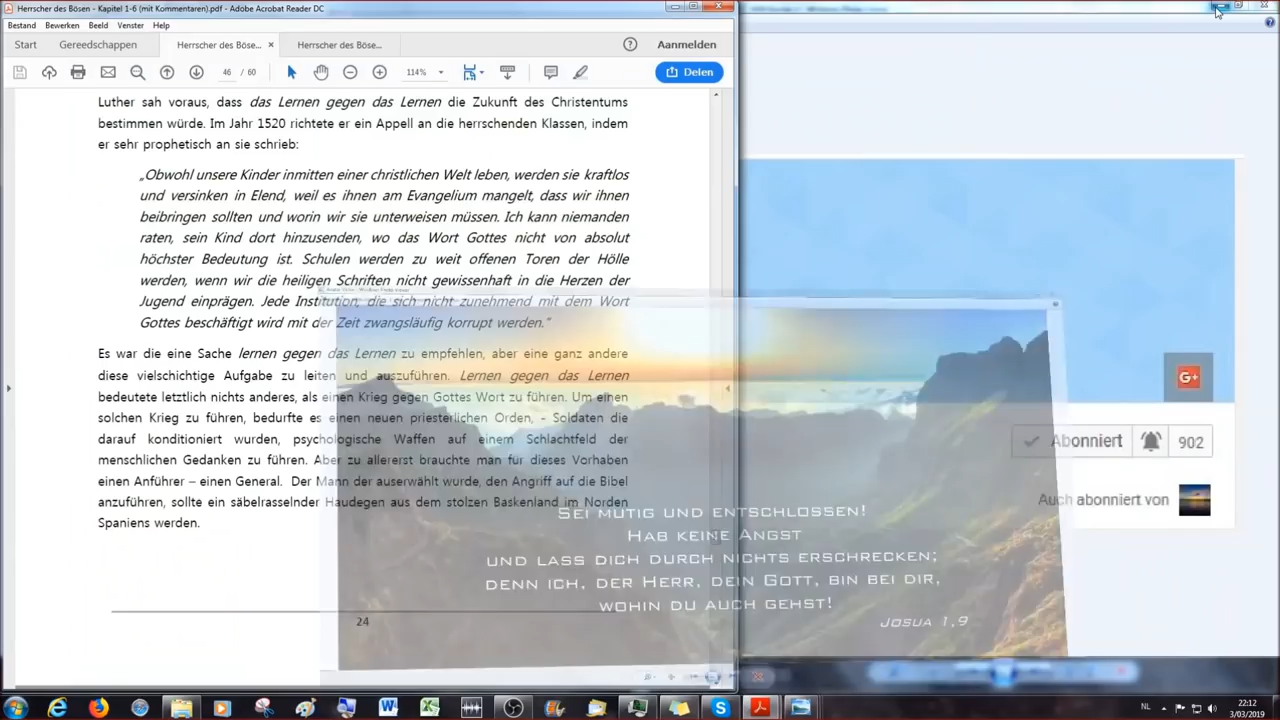 Herrscher des Bösen - Kapitel 1-6 (mit Kommentaren).pdf - Adobe Acrobat Reader DC
Bestand Bewerken Beeld Venster Help
Start Gereedschappen Herrscher des Böse... × Herrscher des Böse... Aanmelden
46 / 60 114% Delen
Luther sah voraus, dass das Lernen gegen das Lernen die Zukunft des Christentums
bestimmen würde. Im Jahr 1520 richtete er ein Appell an die herrschenden Klassen, indem
er sehr prophetisch an sie schrieb:
„Obwohl unsere Kinder inmitten einer christlichen Welt leben, werden sie kraftlos
und versinken in Elend, weil es ihnen am Evangelium mangelt, dass wir ihnen
beibringen sollten und worin wir sie unterweisen müssen. Ich kann niemanden
raten, sein Kind dort hinzusenden, wo das Wort Gottes nicht von absolut
höchster Bedeutung ist. Schulen werden zu weit offenen Toren der Hölle
werden, wenn wir die heiligen Schriften nicht gewissenhaft in die Herzen der
Jugend einprägen. Jede Institution, die sich nicht zunehmend mit dem Wort
Gottes beschäftigt wird mit der Zeit zwangsläufig korrupt werden.“
Es war die eine Sache lernen gegen das Lernen zu empfehlen, aber eine ganz andere
diese vielschichtige Aufgabe zu leiten und auszuführen. Lernen gegen das Lernen
bedeutete letztlich nichts anderes, als einen Krieg gegen Gottes Wort zu führen. Um einen
solchen Krieg zu führen, bedurfte es einen neuen priesterlichen Orden, - Soldaten die
darauf konditioniert wurden, psychologische Waffen auf einem Schlachtfeld der
menschlichen Gedanken zu führen. Aber zu allererst brauchte man für dieses Vorhaben
einen Anführer – einen General. Der Mann der auserwählt wurde, den Angriff auf die Bibel
anzuführen, sollte ein säbelrasselnder Haudegen aus dem stolzen Baskenland im Norden
Spaniens werden.
24
G+
Abonniert 902
Auch abonniert von
Sei mutig und entschlossen!
Hab keine Angst
und lass dich durch nichts erschrecken;
denn ich, der Herr, dein Gott, bin bei dir,
wohin du auch gehst!
Josua 1,9
NL 22:12
3/03/2019